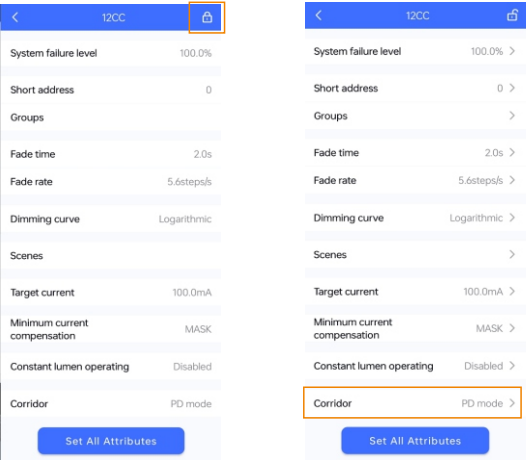 12CC
System failure level 100.0%
Short address 0
Groups
Fade time 2.0s
Fade rate 5.6steps/s
Dimming curve Logarithmic
Scenes
Target current 100.0mA
Minimum current
compensation MASK
Constant lumen operating Disabled
Corridor PD mode
Set All Attributes
12CC
System failure level 100.0%
Short address 0
Groups
Fade time 2.0s
Fade rate 5.6steps/s
Dimming curve Logarithmic
Scenes
Target current 100.0mA
Minimum current
compensation MASK
Constant lumen operating Disabled
Corridor PD mode
Set All Attributes